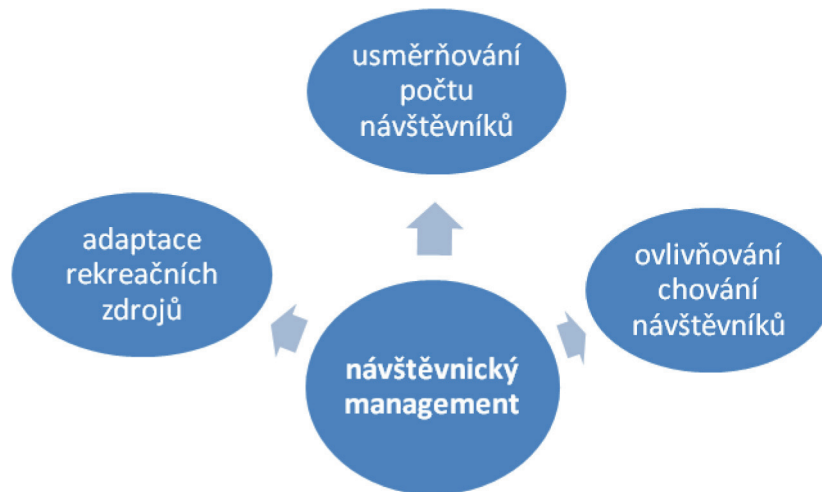 usměrňování
počtu
návštěvníků
adaptace
rekreačních
zdrojů
ovlivňování
chování
návštěvníků
návštěvnický
management